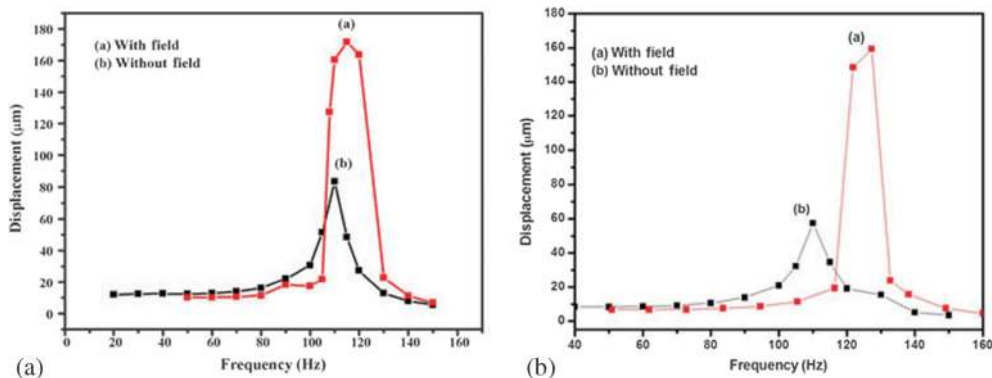 180
160
140
120
100
80
60
40
20
0
Displacement (μm)
(a) With field
(b) Without field
(a)
(b)
0 20 40 60 80 100 120 140 160
Frequency (Hz)
(a)
180
160
140
120
100
80
60
40
20
0
Displacement (μm)
(a) With field
(b) Without field
(a)
(b)
40 60 80 100 120 140 160
Frequency (Hz)
(b)